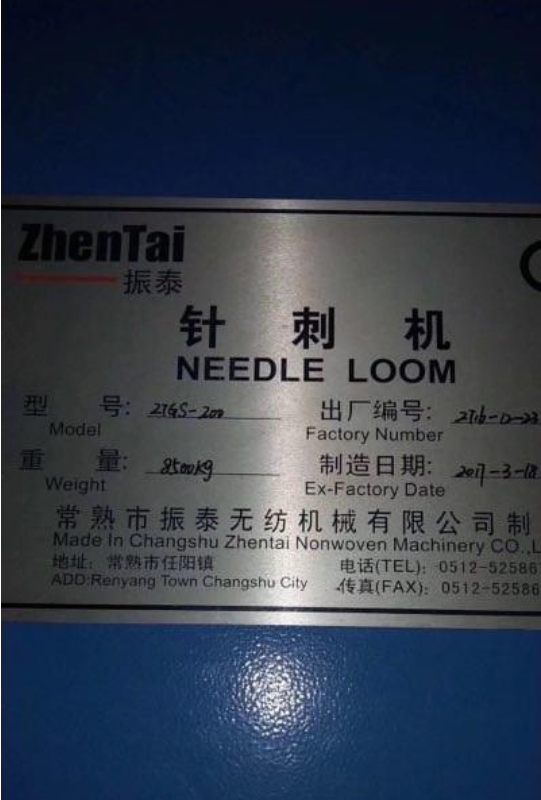 ZhenTai
振泰
针 刺 机
NEEDLE LOOM
型 号: ZTGS-200 出厂编号: ZT16-12-23
Model Factory Number
重 量: 8500kg 制造日期: 2017-3-18
Weight Ex-Factory Date
常熟市振泰无纺机械有限公司制
Made In Changshu Zhentai Nonwoven Machinery CO.,L
地址: 常熟市任阳镇 电话(TEL): 0512-52586
ADD:Renyang Town Changshu City 传真(FAX): 0512-52586